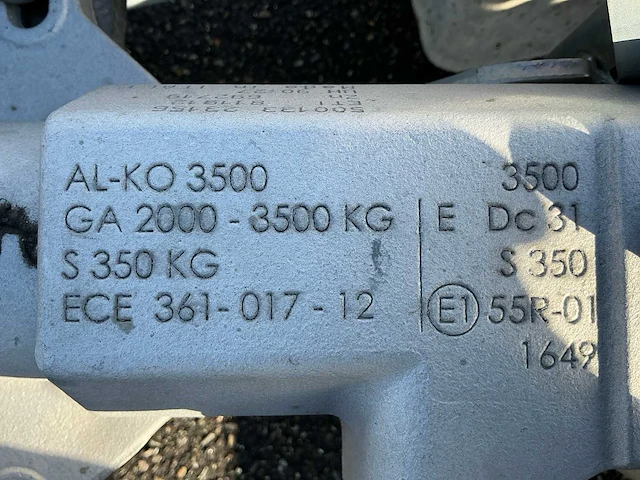 AL-KO 3500 3500
GA 2000 - 3500 KG E Dc 31
S 350 KG S 350
ECE 361-017-12 E1 55R-01
1649